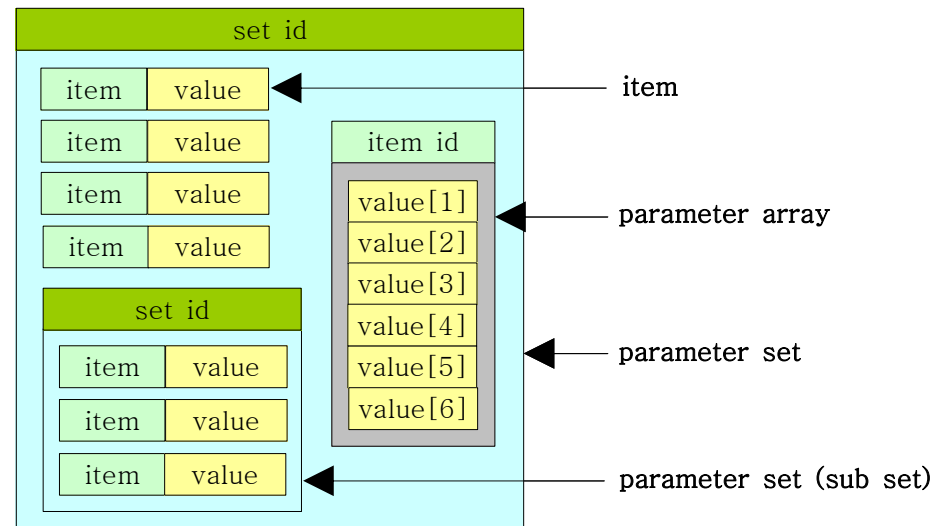 set id
item value
item
item value
item id
item value
value[1]
parameter array
item value
value[2]
value[3]
set id
value[4]
parameter set
item value
value[5]
item value
value[6]
item value
parameter set (sub set)